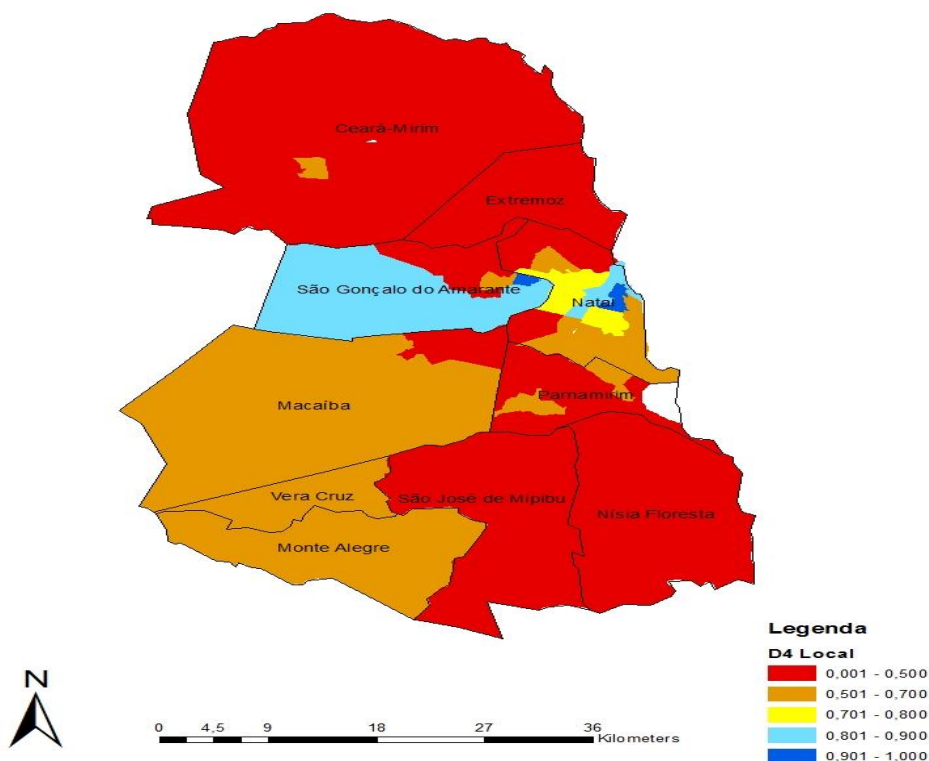 Ceará-Mirim
Extremoz
São Gonçalo do Amarante
Natal
Macaíba
Parnamirim
Vera Cruz
São José de Mipibu
Nísia Floresta
Monte Alegre
Legenda
D4 Local
0,001 - 0,500
0,501 - 0,700
0,701 - 0,800
0,801 - 0,900
0,901 - 1,000
N
0 4,5 9 18 27 36
Kilometers